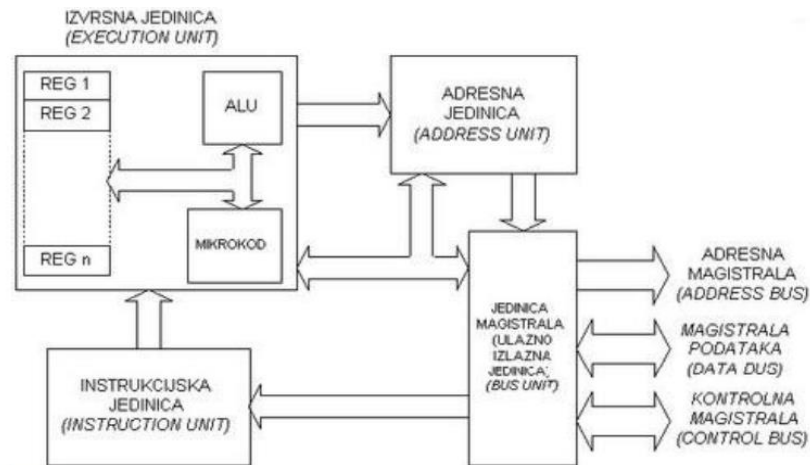 IZVRSNA JEDINICA
(EXECUTION UNIT)
REG 1
REG 2
REG n
ALU
MIKROKOD
ADRESNA
JEDINICA
(ADDRESS UNIT)
JEDINICA
MAGISTRALA
(ULAZNO
IZLAZNA
JEDINICA)
(BUS UNIT)
ADRESNA
MAGISTRALA
(ADDRESS BUS)
MAGISTRALA
PODATAKA
(DATA DUS)
KONTROLNA
MAGISTRALA
(CONTROL BUS)
INSTRUKCIJSKA
JEDINICA
(INSTRUCTION UNIT)